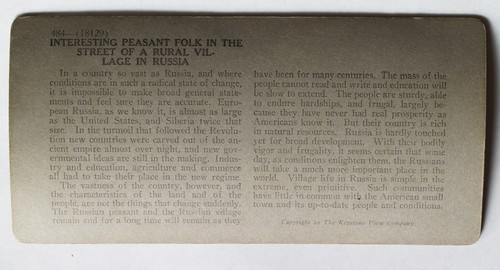 484—(18129)
INTERESTING PEASANT FOLK IN THE
STREET OF A RURAL VIL-
LAGE IN RUSSIA
In a country so vast as Russia, and where
conditions are in such a radical state of change,
it is impossible to make broad general state-
ments and feel sure they are accurate. Euro-
pean Russia, as we know it, is almost as large
as the United States, and Siberia twice that
size. In the turmoil that followed the Revolu-
tion new countries were carved out of the an-
cient empire almost over night, and new gov-
ernmental ideas are still in the making. Indus-
try and education, agriculture and commerce
all had to take their place in the new regime.
The vastness of the country, however, and
the characteristics of the land and of the
people, are not the things that change suddenly.
The Russian peasant and the Russian village
remain and for a long time will remain as they
have been for many centuries. The mass of the
people cannot read and write and education will
be slow to extend. The people are sturdy, able
to endure hardships, and frugal, largely be-
cause they have never had real prosperity as
Americans know it. But their country is rich
in natural resources. Russia is hardly touched
yet for broad development. With their bodily
vigor and frugality, it seems certain that some
day, as conditions enlighten them, the Russians
will take a much more important place in the
world. Village life in Russia is simple in the
extreme, even primitive. Such communities
have little in common with the American small
town and its up-to-date people and conditions.
Copyright by The Keystone View Company